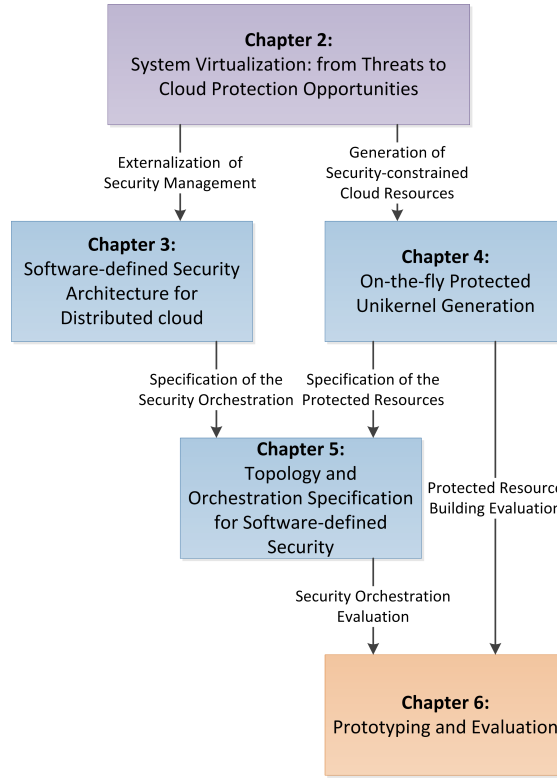 Chapter 2:
System Virtualization: from Threats to
Cloud Protection Opportunities
Externalization of
Security Management
Generation of
Security-constrained
Cloud Resources
Chapter 3:
Software-defined Security
Architecture for
Distributed cloud
Chapter 4:
On-the-fly Protected
Unikernel Generation
Specification of the
Security Orchestration
Specification of the
Protected Resources
Chapter 5:
Topology and
Orchestration Specification
for Software-defined
Security
Protected Resource
Building Evaluation
Security Orchestration
Evaluation
Chapter 6:
Prototyping and Evaluation